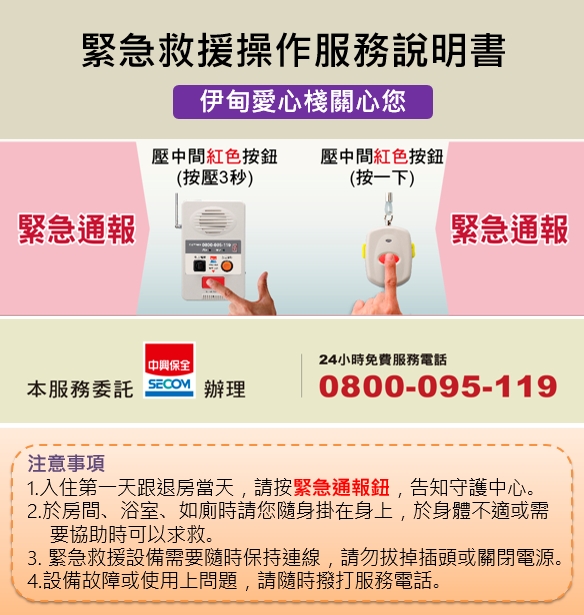 緊急救援操作服務說明書
伊甸愛心棧關心您
壓中間紅色按鈕
(按壓3秒)
壓中間紅色按鈕
(按一下)
緊急通報
緊急通報
0800-095-119
本服務委託
中興保全
SECOM
辦理
24小時免費服務電話
0800-095-119
注意事項
1.入住第一天跟退房當天，請按緊急通報鈕，告知守護中心。
2.於房間、浴室、如廁時請您隨身掛在身上，於身體不適或需
要協助時可以求救。
3. 緊急救援設備需要隨時保持連線，請勿拔掉插頭或關閉電源。
4.設備故障或使用上問題，請隨時撥打服務電話。